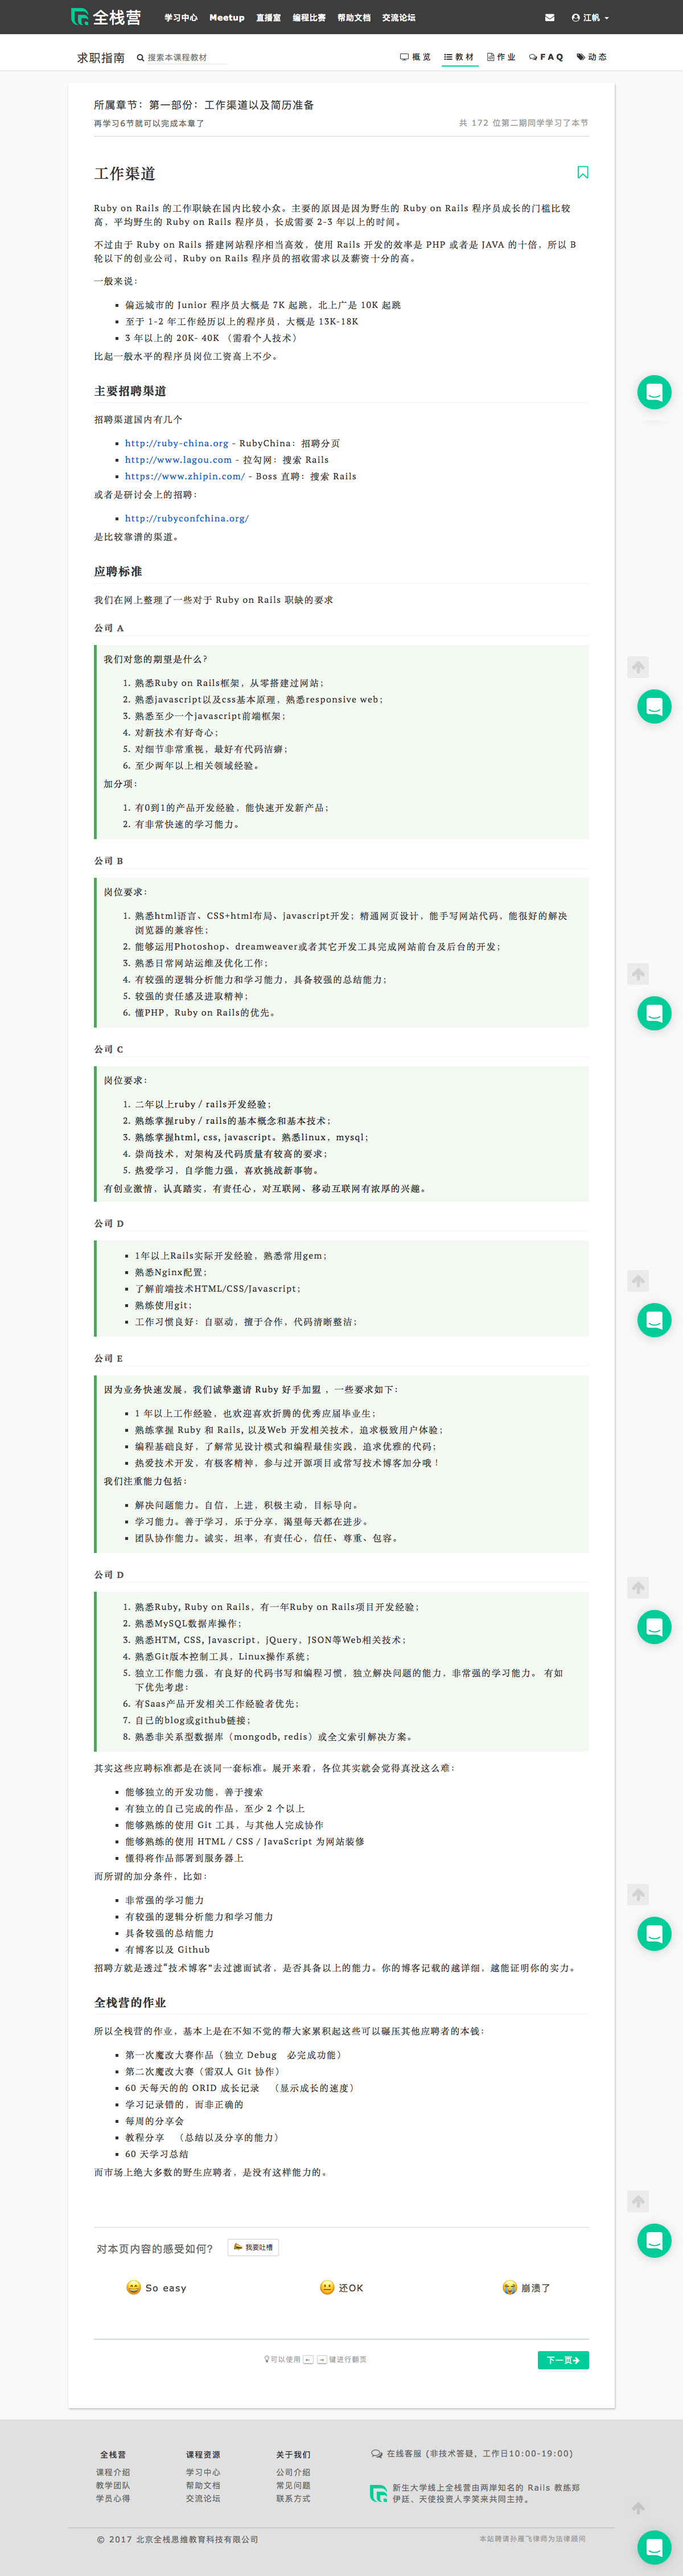 全栈营 学习中心 Meetup 直播室 编程比赛 帮助文档 交流论坛 江帆
求职指南 搜索本课程教材 概览 教材 作业 FAQ 动态
所属章节：第一部份：工作渠道以及简历准备
再学习6节就可以完成本章了 共 172 位第二期同学学习了本节
工作渠道
Ruby on Rails 的工作职缺在国内比较小众。主要的原因是因为野生的 Ruby on Rails 程序员成长的门槛比较
高，平均野生的 Ruby on Rails 程序员，长成需要 2-3 年以上的时间。
不过由于 Ruby on Rails 搭建网站程序相当高效，使用 Rails 开发的效率是 PHP 或者是 JAVA 的十倍，所以 B
轮以下的创业公司，Ruby on Rails 程序员的招收需求以及薪资十分的高。
一般来说：
▪ 偏远城市的 Junior 程序员大概是 7K 起跳，北上广是 10K 起跳
▪ 至于 1-2 年工作经历以上的程序员，大概是 13K-18K
▪ 3 年以上的 20K- 40K （需看个人技术）
比起一般水平的程序员岗位工资高上不少。
主要招聘渠道
招聘渠道国内有几个
▪ http://ruby-china.org - RubyChina：招聘分页
▪ http://www.lagou.com - 拉勾网：搜索 Rails
▪ https://www.zhipin.com/ - Boss 直聘：搜索 Rails
或者是研讨会上的招聘：
▪ http://rubyconfchina.org/
是比较靠谱的渠道。
应聘标准
我们在网上整理了一些对于 Ruby on Rails 职缺的要求
公司 A
我们对您的期望是什么?
1. 熟悉Ruby on Rails框架，从零搭建过网站；
2. 熟悉javascript以及css基本原理，熟悉responsive web；
3. 熟悉至少一个javascript前端框架；
4. 对新技术有好奇心；
5. 对细节非常重视，最好有代码洁癖；
6. 至少两年以上相关领域经验。
加分项：
1. 有0到1的产品开发经验，能快速开发新产品；
2. 有非常快速的学习能力。
公司 B
岗位要求：
1. 熟悉html语言、CSS+html布局、javascript开发；精通网页设计，能手写网站代码，能很好的解决
浏览器的兼容性；
2. 能够运用Photoshop、dreamweaver或者其它开发工具完成网站前台及后台的开发；
3. 熟悉日常网站运维及优化工作；
4. 有较强的逻辑分析能力和学习能力，具备较强的总结能力；
5. 较强的责任感及进取精神；
6. 懂PHP，Ruby on Rails的优先。
公司 C
岗位要求：
1. 二年以上ruby / rails开发经验；
2. 熟练掌握ruby / rails的基本概念和基本技术；
3. 熟练掌握html, css, javascript。熟悉linux，mysql；
4. 崇尚技术，对架构及代码质量有较高的要求；
5. 热爱学习，自学能力强，喜欢挑战新事物。
有创业激情，认真踏实，有责任心，对互联网、移动互联网有浓厚的兴趣。
公司 D
▪ 1年以上Rails实际开发经验，熟悉常用gem；
▪ 熟悉Nginx配置；
▪ 了解前端技术HTML/CSS/Javascript；
▪ 熟练使用git；
▪ 工作习惯良好：自驱动，擅于合作，代码清晰整洁；
公司 E
因为业务快速发展，我们诚挚邀请 Ruby 好手加盟 ，一些要求如下：
▪ 1 年以上工作经验，也欢迎喜欢折腾的优秀应届毕业生；
▪ 熟练掌握 Ruby 和 Rails, 以及Web 开发相关技术，追求极致用户体验；
▪ 编程基础良好，了解常见设计模式和编程最佳实践，追求优雅的代码；
▪ 热爱技术开发，有极客精神，参与过开源项目或常写技术博客加分哦！
我们注重能力包括：
▪ 解决问题能力。自信，上进，积极主动，目标导向。
▪ 学习能力。善于学习，乐于分享，渴望每天都在进步。
▪ 团队协作能力。诚实，坦率，有责任心，信任、尊重、包容。
公司 D
1. 熟悉Ruby, Ruby on Rails，有一年Ruby on Rails项目开发经验；
2. 熟悉MySQL数据库操作；
3. 熟悉HTM, CSS, Javascript，jQuery，JSON等Web相关技术；
4. 熟悉Git版本控制工具，Linux操作系统；
5. 独立工作能力强，有良好的代码书写和编程习惯，独立解决问题的能力，非常强的学习能力。 有如
下优先考虑：
6. 有Saas产品开发相关工作经验者优先；
7. 自己的blog或github链接；
8. 熟悉非关系型数据库（mongodb, redis）或全文索引解决方案。
其实这些应聘标准都是在谈同一套标准。展开来看，各位其实就会觉得真没这么难：
▪ 能够独立的开发功能，善于搜索
▪ 有独立的自己完成的作品，至少 2 个以上
▪ 能够熟练的使用 Git 工具，与其他人完成协作
▪ 能够熟练的使用 HTML / CSS / JavaScript 为网站装修
▪ 懂得将作品部署到服务器上
而所谓的加分条件，比如：
▪ 非常强的学习能力
▪ 有较强的逻辑分析能力和学习能力
▪ 具备较强的总结能力
▪ 有博客以及 Github
招聘方就是透过“技术博客”去过滤面试者，是否具备以上的能力。你的博客记载的越详细，越能证明你的实力。
全栈营的作业
所以全栈营的作业，基本上是在不知不觉的帮大家累积起这些可以碾压其他应聘者的本钱：
▪ 第一次魔改大赛作品（独立 Debug 必完成功能）
▪ 第二次魔改大赛（需双人 Git 协作）
▪ 60 天每天的的 ORID 成长记录 （显示成长的速度）
▪ 学习记录错的，而非正确的
▪ 每周的分享会
▪ 教程分享 （总结以及分享的能力）
▪ 60 天学习总结
而市场上绝大多数的野生应聘者，是没有这样能力的。
对本页内容的感受如何？ 我要吐槽
So easy 还OK 崩溃了
可以使用 ← → 键进行翻页 下一页
全栈营 课程资源 关于我们 在线客服 (非技术答疑，工作日10:00-19:00)
课程介绍 学习中心 公司介绍
教学团队 帮助文档 常见问题
学员心得 交流论坛 联系方式
新生大学线上全栈营由两岸知名的 Rails 教练郑
伊廷、天使投资人李笑来共同主持。
© 2017 北京全栈思维教育科技有限公司 本站聘请孙雁飞律师为法律顾问